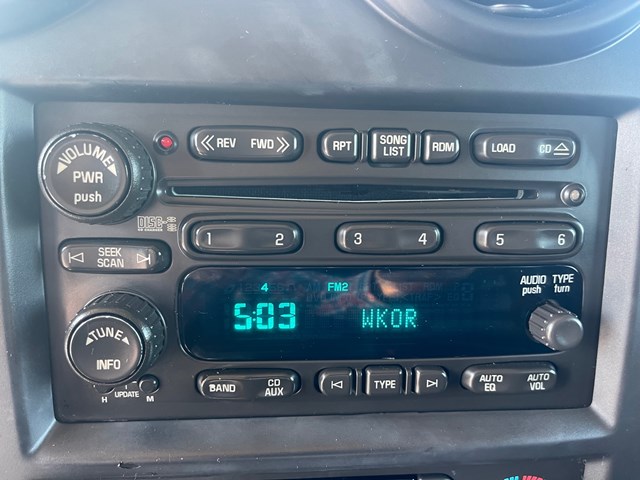 REV FWD
RPT SONG LIST RDM
LOAD CD
VOLUME
PWR
push
DISC
1 2 3 4 5 6
SEEK
SCAN
4 FM2
5:03 WKOR
AUDIO TYPE
push turn
TUNE
INFO
H UPDATE M
BAND CD AUX
TYPE
AUTO EQ AUTO VOL